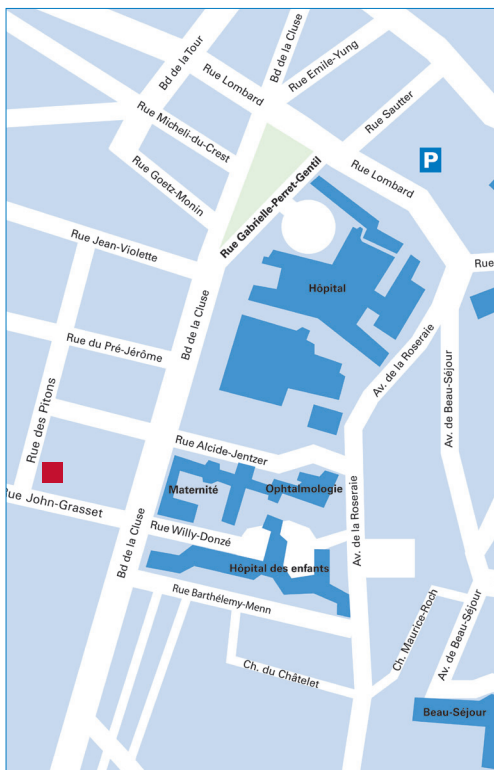 Bd de la Tour
Bd de la Cluse
Rue Emile-Yung
Rue Lombard
Rue Sautter
Rue Micheli-du-Crest
P
Rue Goetz-Monin
Rue Gabrielle-Perret-Gentil
Rue Lombard
Rue Jean-Violette
Rue
Hôpital
Bd de la Cluse
Rue du Pré-Jérôme
Av. de la Roseraie
Av. de Beau-Séjour
Rue des Pitons
Rue Alcide-Jentzer
Maternité
Ophtalmologie
ue John-Grasset
Rue Willy-Donzé
Av. de la Roseraie
Bd de la Cluse
Hôpital des enfants
Rue Barthélemy-Menn
Ch. Maurice-Roch
Av. de Beau-Séjour
Ch. du Châtelet
Beau-Séjour